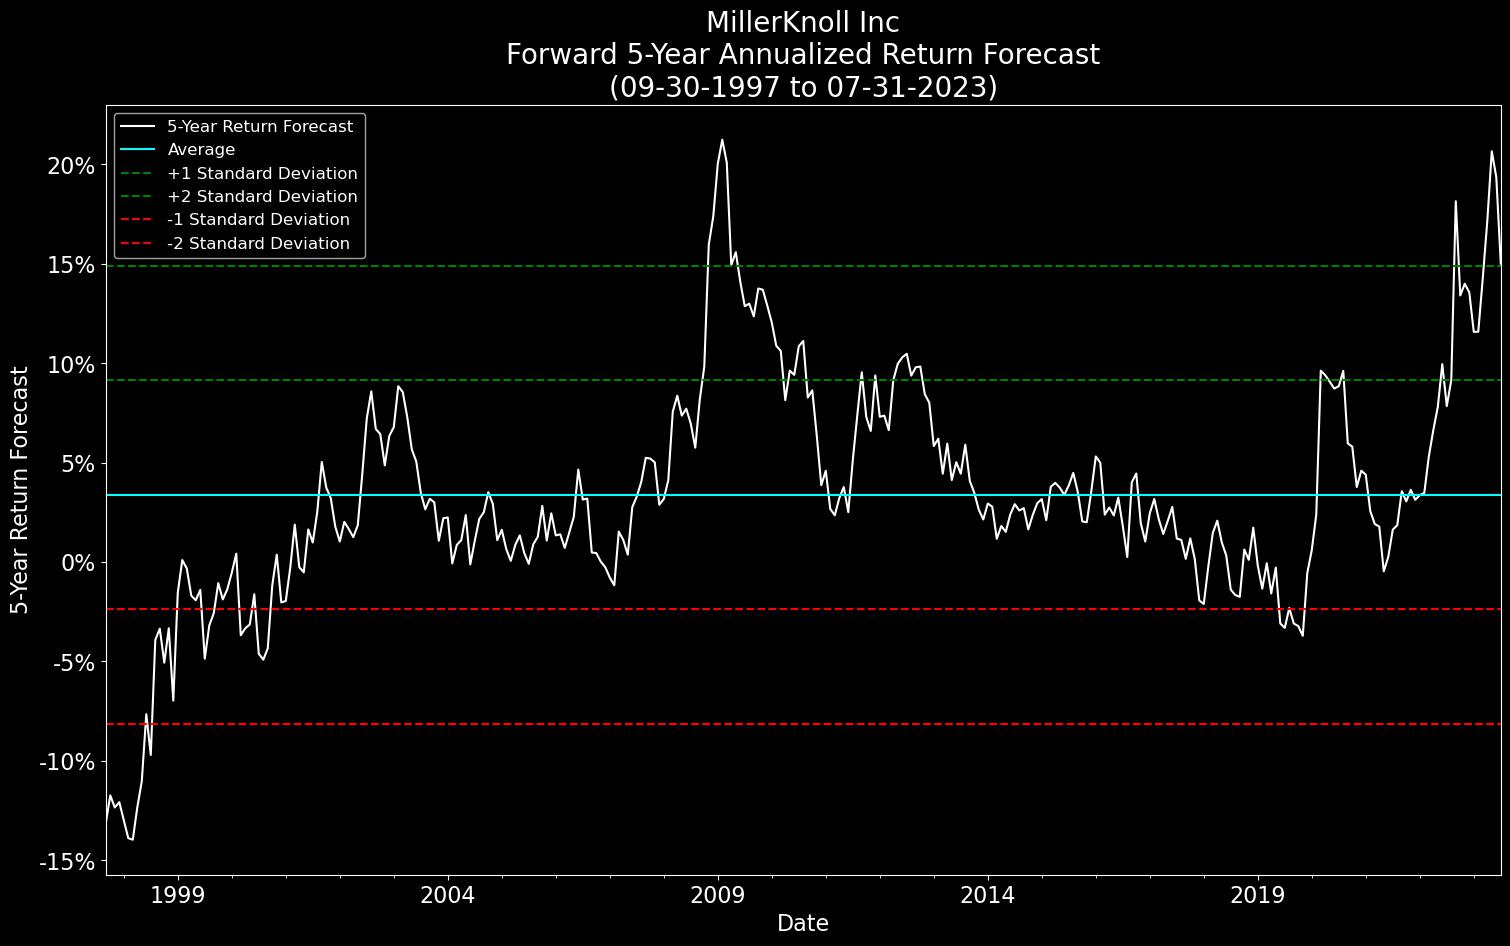 MillerKnoll Inc
Forward 5-Year Annualized Return Forecast
(09-30-1997 to 07-31-2023)
5-Year Return Forecast
Average
+1 Standard Deviation
+2 Standard Deviation
-1 Standard Deviation
-2 Standard Deviation
5-Year Return Forecast
20%
15%
10%
5%
0%
-5%
-10%
-15%
1999 2004 2009 2014 2019
Date